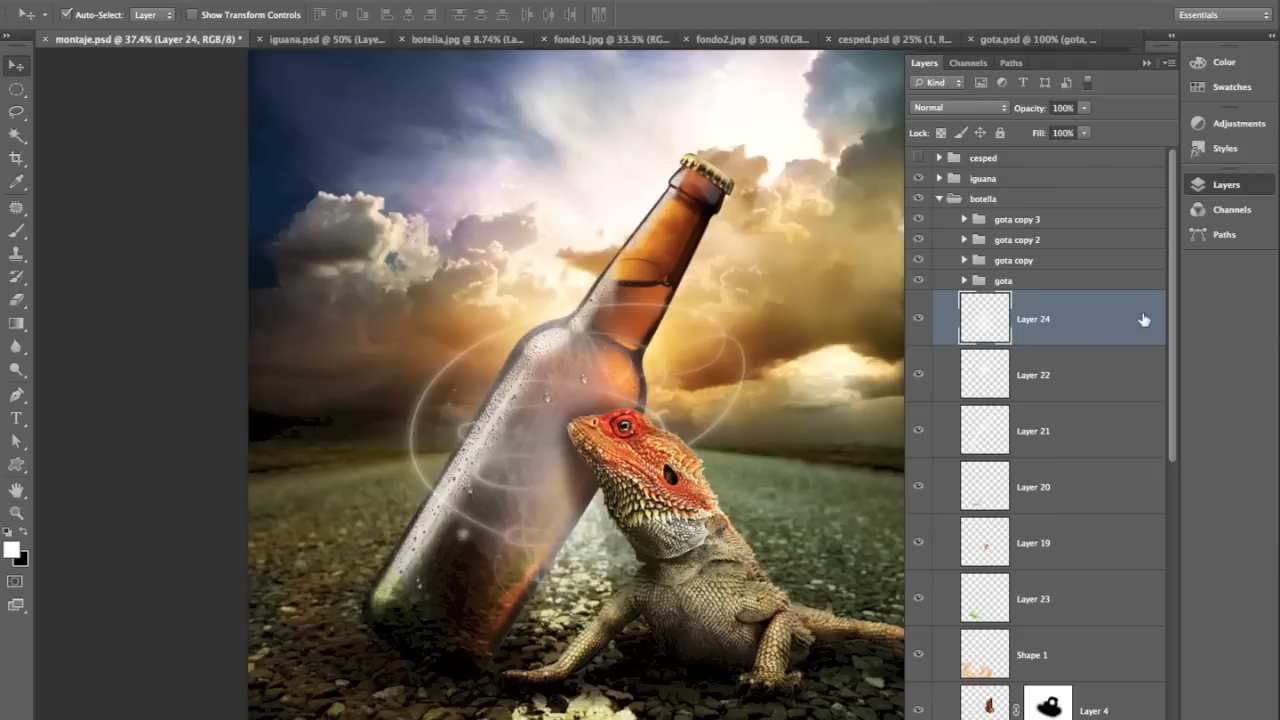 Auto-Select: Layer Show Transform Controls Essentials
montaje.psd @ 37.4% (Layer 24, RGB/8) * iguana.psd @ 50% (Laye... botella.jpg @ 8.74% (La... fondo1.jpg @ 33.3% (RG... fondo2.jpg @ 50% (RGB... cesped.psd @ 25% (1, R... gota.psd @ 100% (gota, ...
Layers Channels Paths
Kind
Normal Opacity: 100%
Lock: Fill: 100%
cesped
iguana
botella
gota copy 3
gota copy 2
gota copy
gota
Layer 24
Layer 22
Layer 21
Layer 20
Layer 19
Layer 23
Shape 1
Layer 4
Color
Swatches
Adjustments
Styles
Layers
Channels
Paths